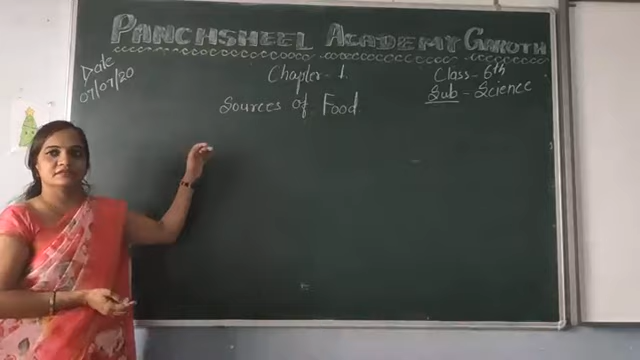 PANCHSHEEL ACADEMY GAROTH
Date
07/07/20
Chapter - 1.
Class - 6th
Sub - Science
Sources of Food